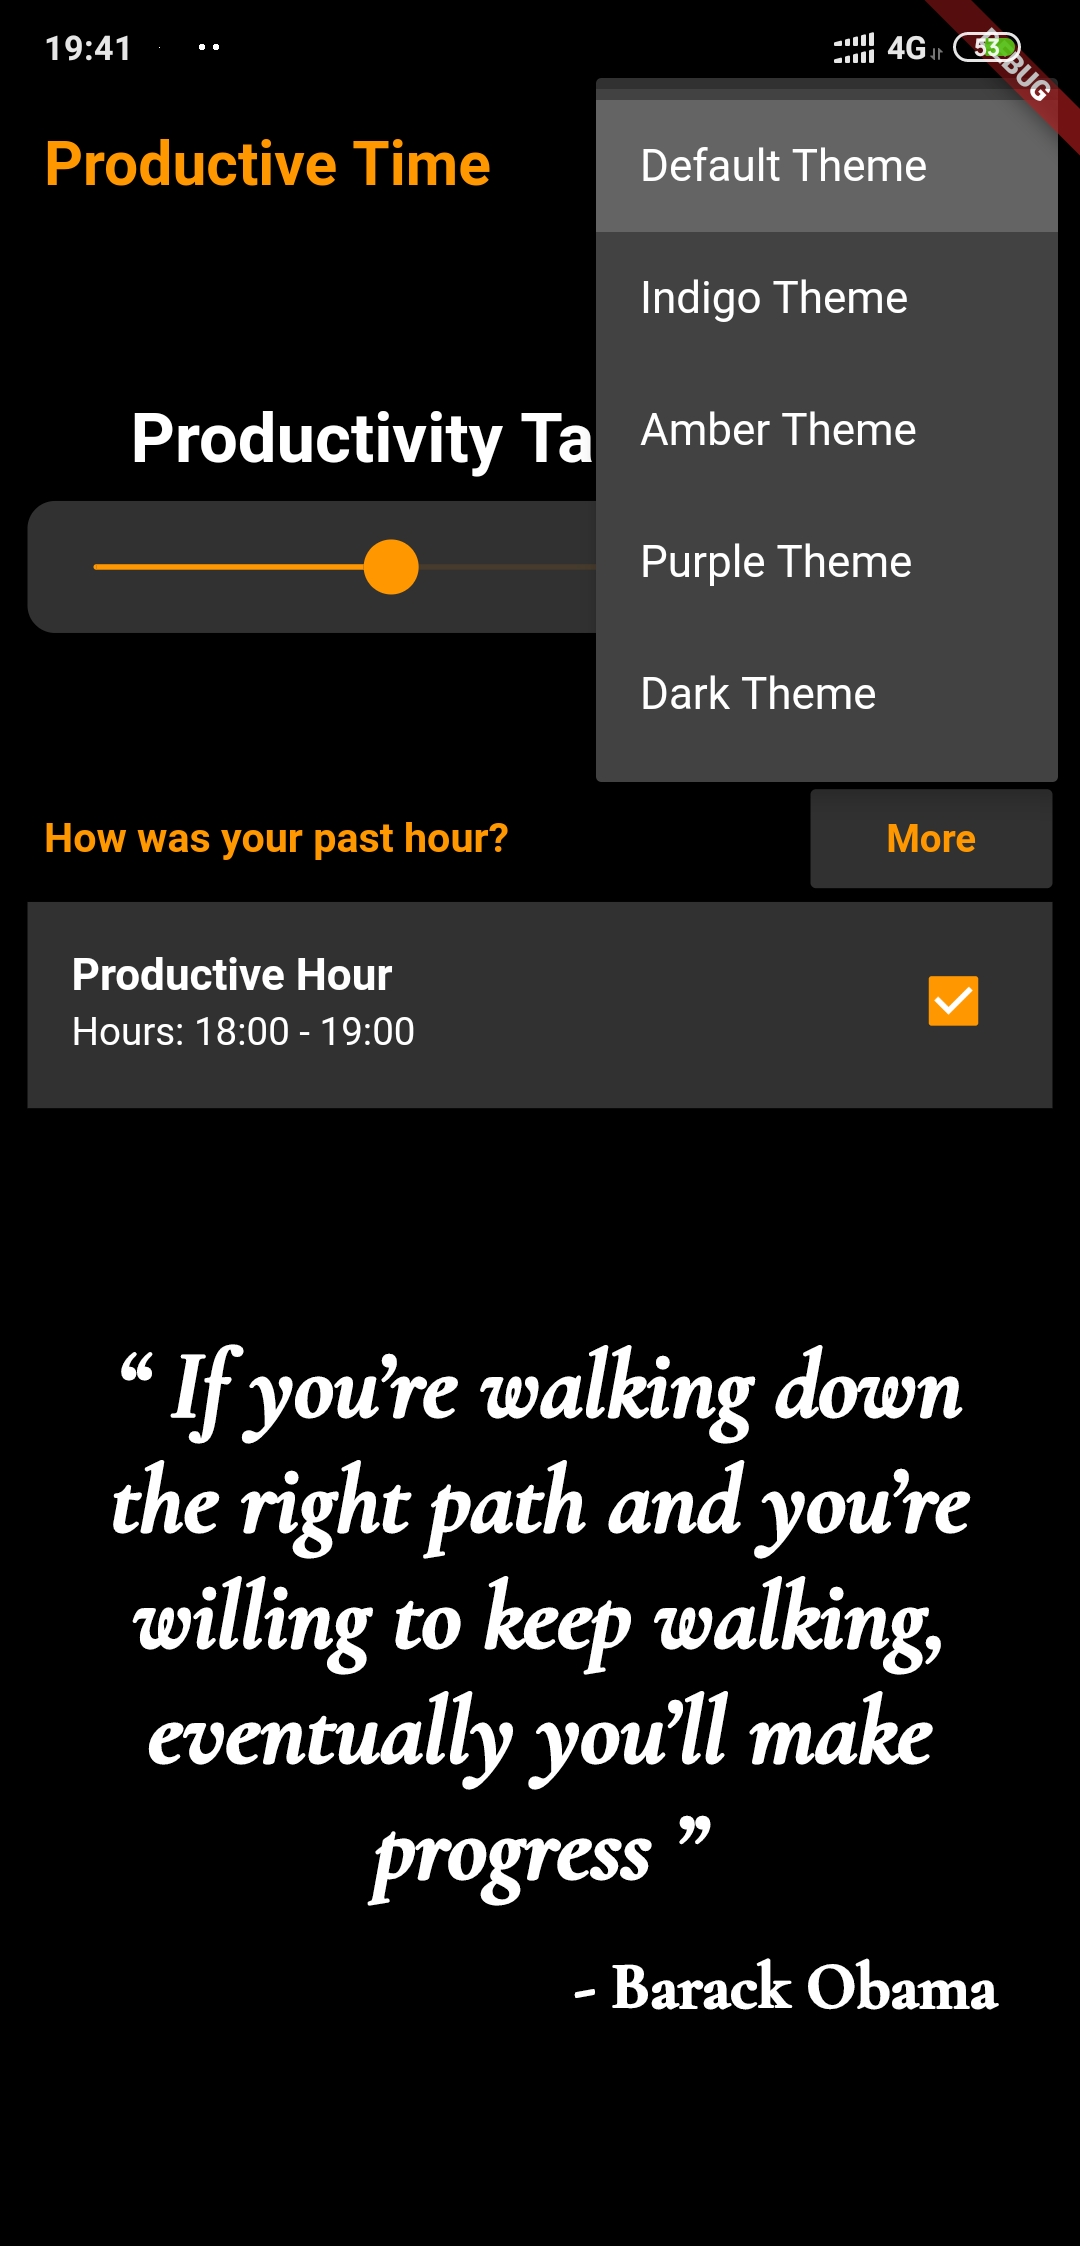 19:41
4G
53
DEBUG
Productive Time
Default Theme
Indigo Theme
Amber Theme
Purple Theme
Dark Theme
Productivity Ta
How was your past hour?
More
Productive Hour
Hours: 18:00 - 19:00
“ If you’re walking down
the right path and you’re
willing to keep walking,
eventually you’ll make
progress ”
- Barack Obama